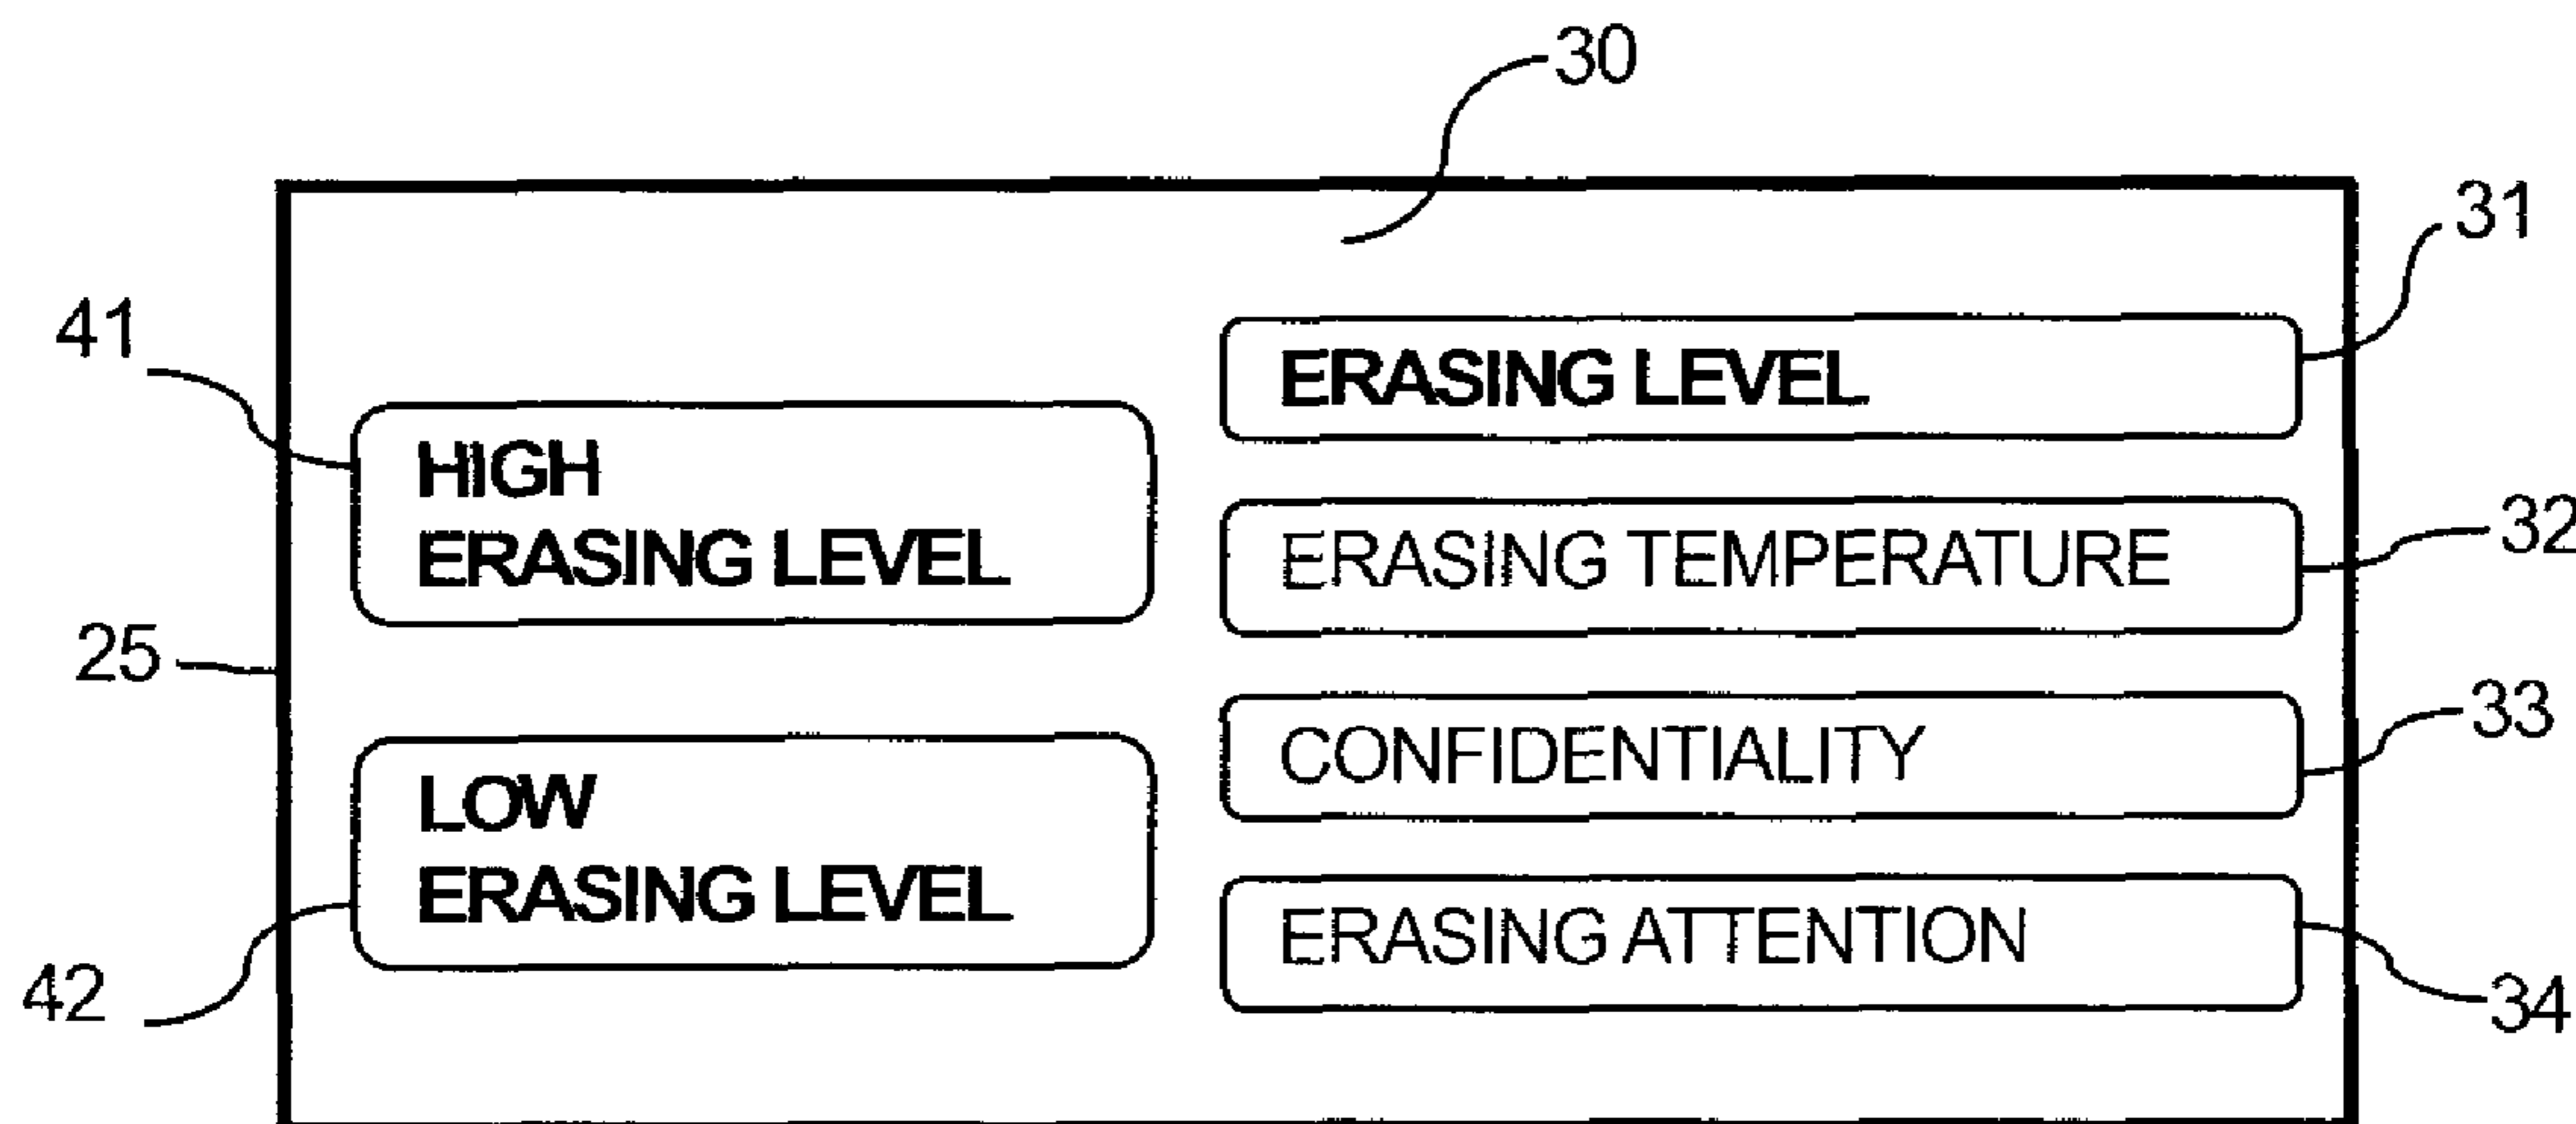 30
31
41
ERASING LEVEL
HIGH
ERASING LEVEL
32
ERASING TEMPERATURE
25
33
CONFIDENTIALITY
LOW
ERASING LEVEL
42
ERASING ATTENTION
34